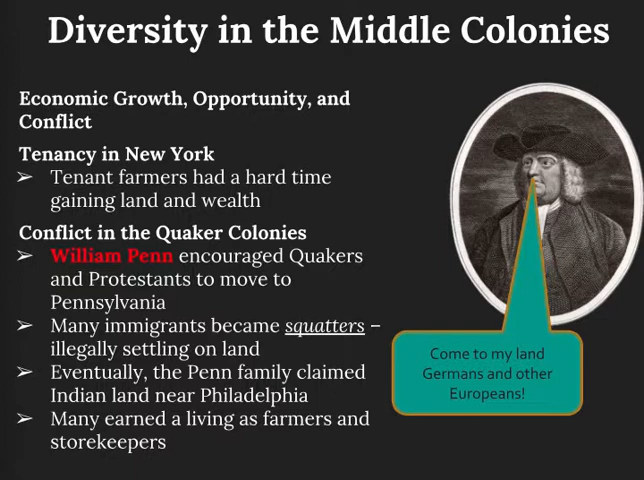 Diversity in the Middle Colonies
Economic Growth, Opportunity, and
Conflict
Tenancy in New York
➢ Tenant farmers had a hard time
gaining land and wealth
Conflict in the Quaker Colonies
➢ William Penn encouraged Quakers
and Protestants to move to
Pennsylvania
➢ Many immigrants became squatters –
illegally settling on land
➢ Eventually, the Penn family claimed
Indian land near Philadelphia
➢ Many earned a living as farmers and
storekeepers
Come to my land
Germans and other
Europeans!